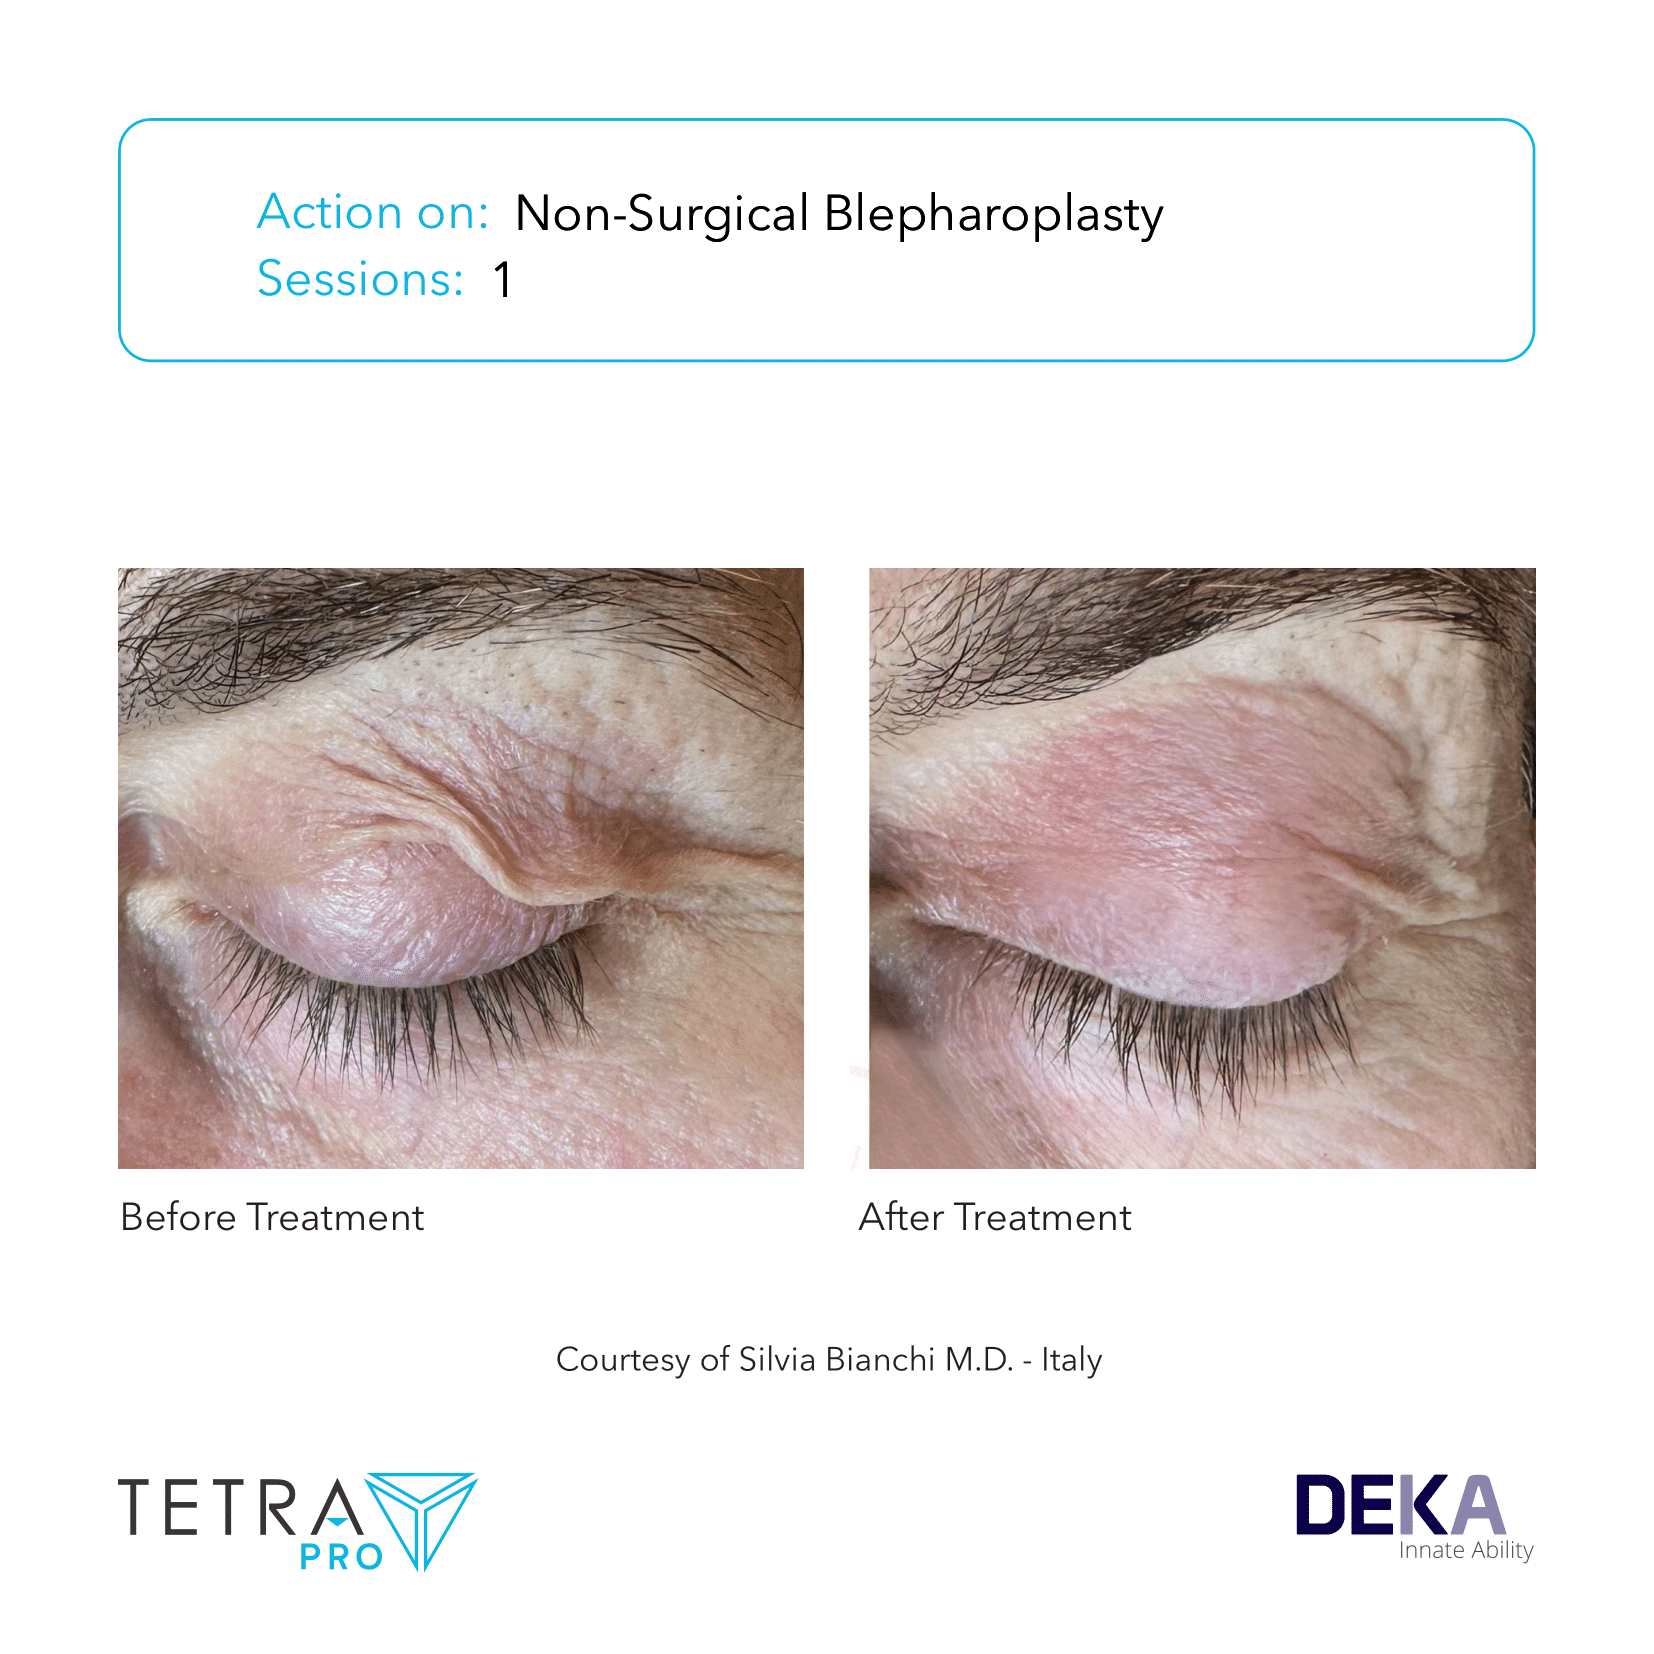 Action on: Non-Surgical Blepharoplasty
Sessions: 1
Before Treatment
After Treatment
Courtesy of Silvia Bianchi M.D. - Italy
TETRA
PRO
DEKA
Innate Ability